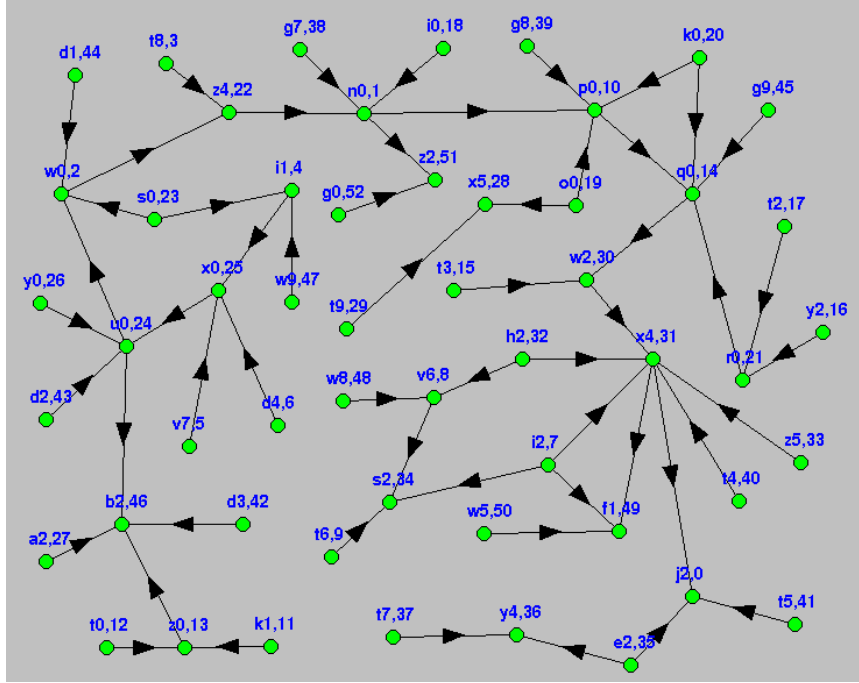 d1,44
t8,3
g7,38
i0,18
g8,39
k0,20
z4,22
n0,1
p0,10
g9,45
w0,2
s0,23
i1,4
g0,52
z2,51
x5,28
o0,19
q0,14
t2,17
y0,26
x0,25
w9,47
t9,29
t3,15
w2,30
u0,24
h2,32
x4,31
r0,21
y2,16
d2,43
v7,5
d4,6
w8,48
v6,8
i2,7
z5,33
s2,34
t4,40
b2,46
d3,42
w5,50
f1,49
a2,27
t6,9
j2,0
t0,12
z0,13
k1,11
t7,37
y4,36
e2,35
t5,41